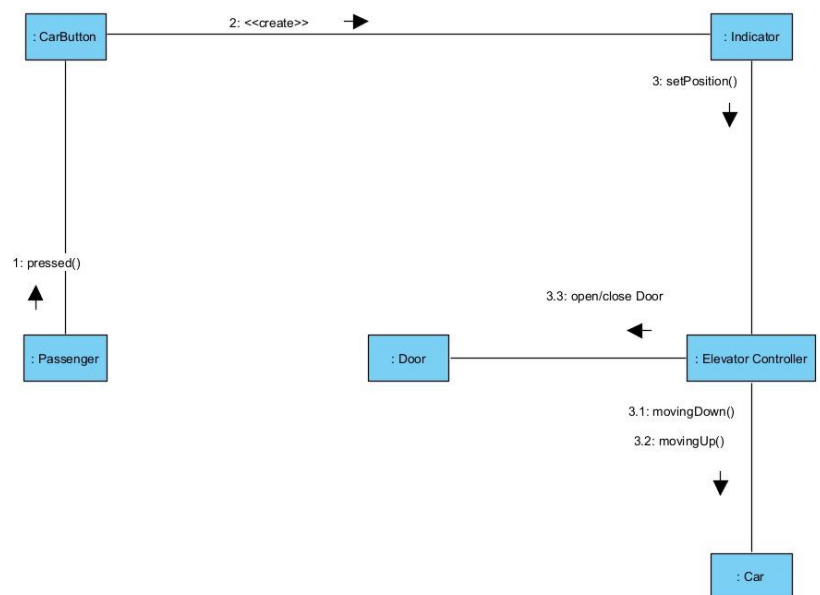 2: <<create>>
: CarButton
: Indicator
3: setPosition()
1: pressed()
3.3: open/close Door
: Passenger
: Door
: Elevator Controller
3.1: movingDown()
3.2: movingUp()
: Car